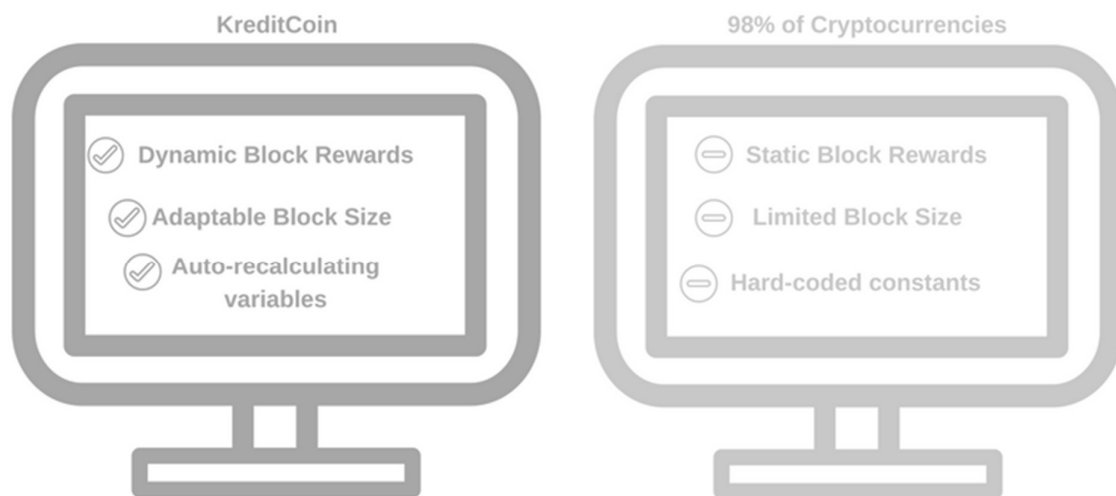 KreditCoin
Dynamic Block Rewards
Adaptable Block Size
Auto-recalculating
variables
98% of Cryptocurrencies
Static Block Rewards
Limited Block Size
Hard-coded constants